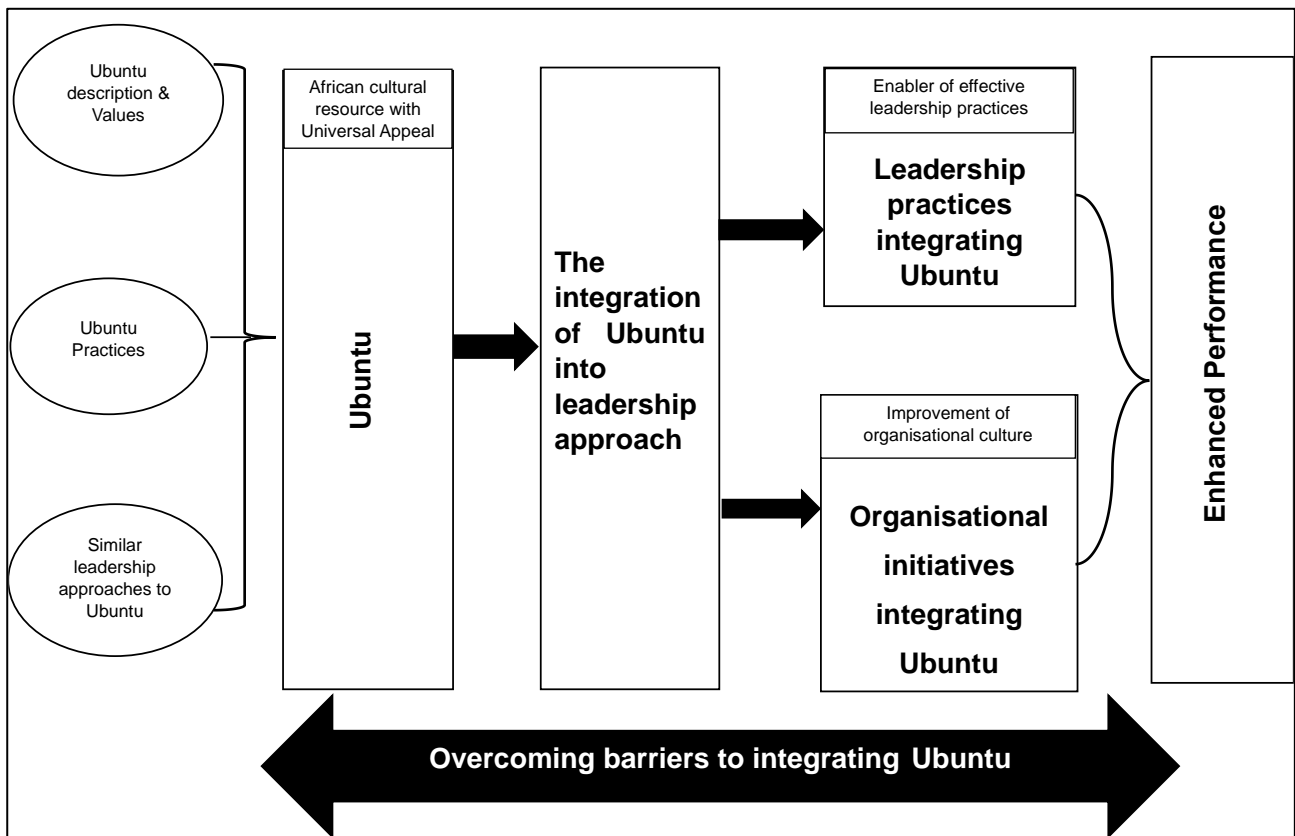 Ubuntu
description &
Values
Ubuntu
Practices
Similar
leadership
approaches to
Ubuntu
African cultural
resource with
Universal Appeal
Ubuntu
The
integration
of Ubuntu
into
leadership
approach
Enabler of effective
leadership practices
Leadership
practices
integrating
Ubuntu
Improvement of
organisational culture
Organisational
initiatives
integrating
Ubuntu
Enhanced Performance
Overcoming barriers to integrating Ubuntu